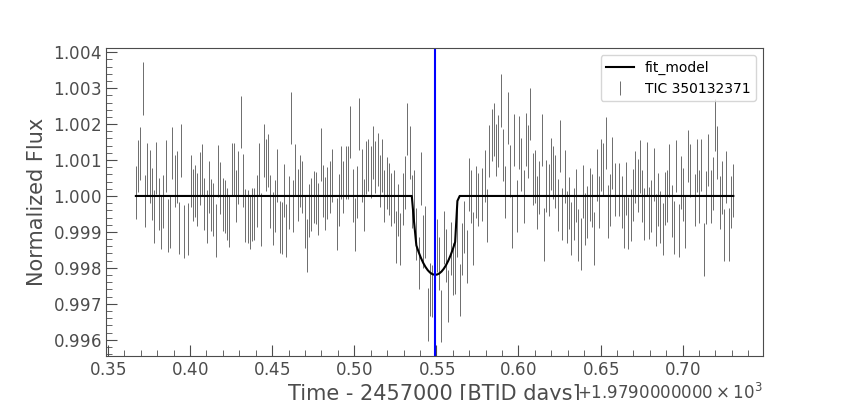 1.004
1.003
1.002
1.001
1.000
0.999
0.998
0.997
0.996
Normalized Flux
fit_model
TIC 350132371
0.35 0.40 0.45 0.50 0.55 0.60 0.65 0.70
Time - 2457000 [BTJD days]
+1.9790000000 × 10³